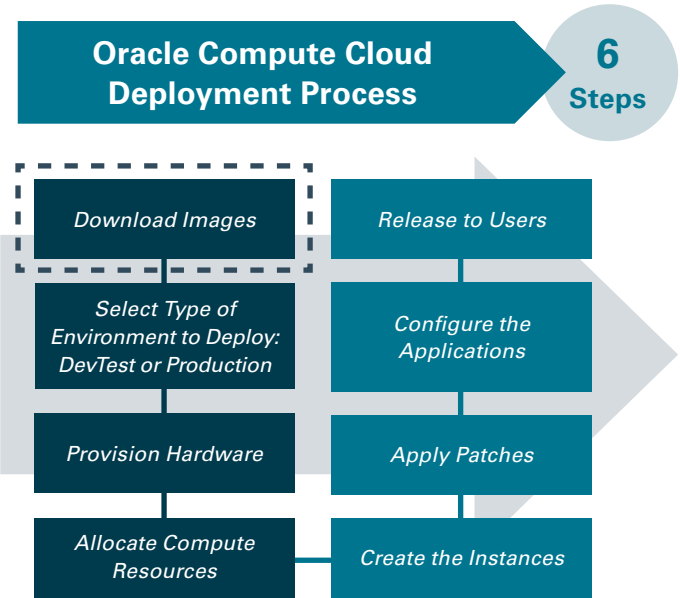 Oracle Compute Cloud
Deployment Process
6
Steps
Download Images
Select Type of
Environment to Deploy:
DevTest or Production
Provision Hardware
Allocate Compute
Resources
Release to Users
Configure the
Applications
Apply Patches
Create the Instances